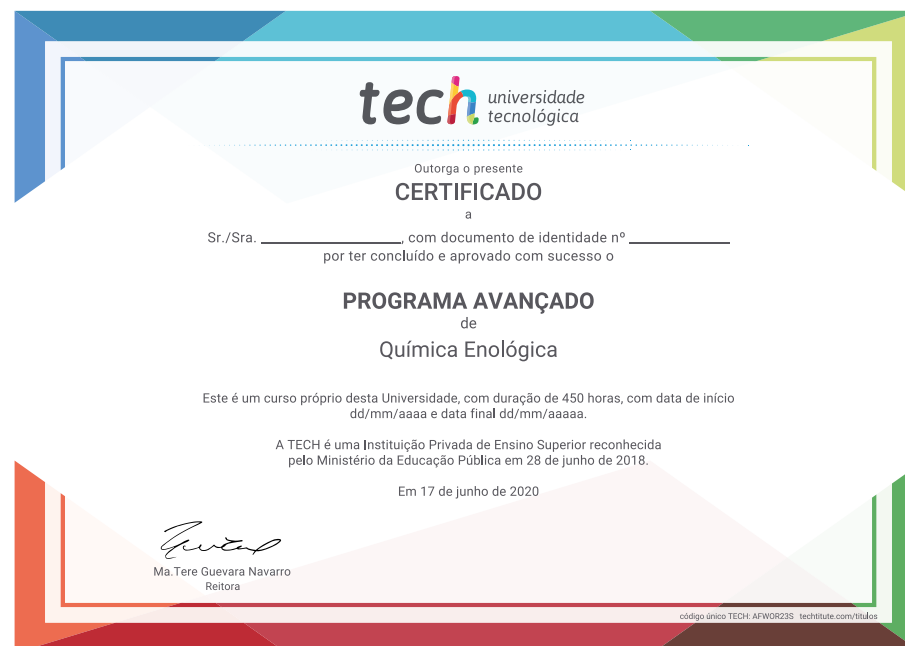 tech universidade
tecnológica
Outorga o presente
CERTIFICADO
a
Sr./Sra. ____________, com documento de identidade nº ____________
por ter concluído e aprovado com sucesso o
PROGRAMA AVANÇADO
de
Química Enológica
Este é um curso próprio desta Universidade, com duração de 450 horas, com data de início
dd/mm/aaaa e data final dd/mm/aaaaa.
A TECH é uma Instituição Privada de Ensino Superior reconhecida
pelo Ministério da Educação Pública em 28 de junho de 2018.
Em 17 de junho de 2020
Ma.Tere Guevara Navarro
Reitora
código único TECH: AFWOR23S techtitute.com/titulos